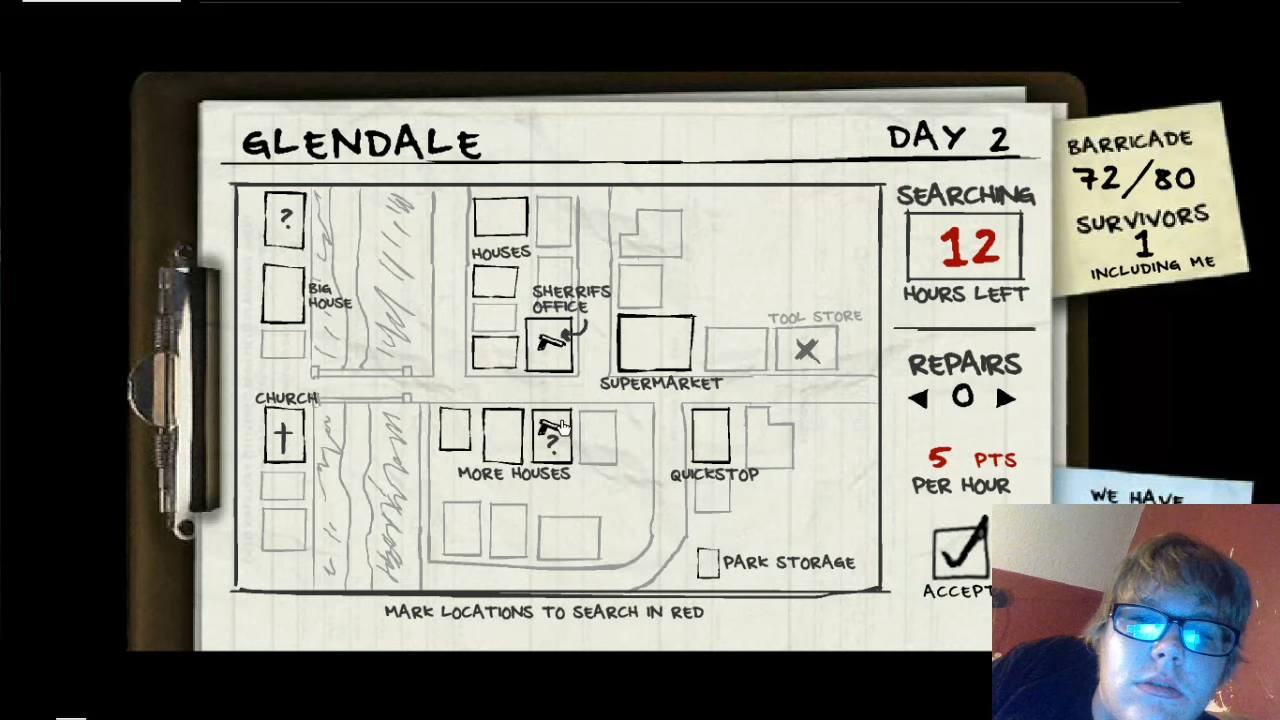 GLENDALE
DAY 2
BARRICADE
72/80
SURVIVORS
1
INCLUDING ME
SEARCHING
12
HOURS LEFT
?
HOUSES
BIG
HOUSE
SHERRIFS
OFFICE
TOOL STORE
SUPERMARKET
CHURCH
?
MORE HOUSES
QUICKSTOP
PARK STORAGE
REPAIRS
0
5 PTS
PER HOUR
WE HAVE
ACCEPT
MARK LOCATIONS TO SEARCH IN RED